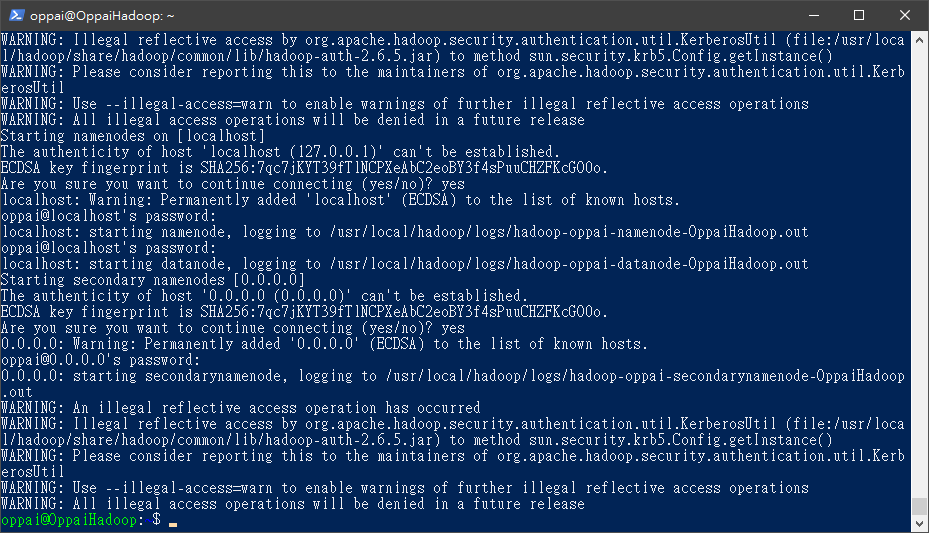 oppai@OppaiHadoop: ~
WARNING: Illegal reflective access by org.apache.hadoop.security.authentication.util.KerberosUtil (file:/usr/loca
l/hadoop/share/hadoop/common/lib/hadoop-auth-2.6.5.jar) to method sun.security.krb5.Config.getInstance()
WARNING: Please consider reporting this to the maintainers of org.apache.hadoop.security.authentication.util.Kerb
erosUtil
WARNING: Use --illegal-access=warn to enable warnings of further illegal reflective access operations
WARNING: All illegal access operations will be denied in a future release
Starting namenodes on [localhost]
The authenticity of host 'localhost (127.0.0.1)' can't be established.
ECDSA key fingerprint is SHA256:7qc7jKYT39fTlNCPXeAbC2eoBY3f4sPuuCHZFKcGO0o.
Are you sure you want to continue connecting (yes/no)? yes
localhost: Warning: Permanently added 'localhost' (ECDSA) to the list of known hosts.
oppai@localhost's password:
localhost: starting namenode, logging to /usr/local/hadoop/logs/hadoop-oppai-namenode-OppaiHadoop.out
oppai@localhost's password:
localhost: starting datanode, logging to /usr/local/hadoop/logs/hadoop-oppai-datanode-OppaiHadoop.out
Starting secondary namenodes [0.0.0.0]
The authenticity of host '0.0.0.0 (0.0.0.0)' can't be established.
ECDSA key fingerprint is SHA256:7qc7jKYT39fTlNCPXeAbC2eoBY3f4sPuuCHZFKcGO0o.
Are you sure you want to continue connecting (yes/no)? yes
0.0.0.0: Warning: Permanently added '0.0.0.0' (ECDSA) to the list of known hosts.
oppai@0.0.0.0's password:
0.0.0.0: starting secondarynamenode, logging to /usr/local/hadoop/logs/hadoop-oppai-secondarynamenode-OppaiHadoop
.out
WARNING: An illegal reflective access operation has occurred
WARNING: Illegal reflective access by org.apache.hadoop.security.authentication.util.KerberosUtil (file:/usr/loca
l/hadoop/share/hadoop/common/lib/hadoop-auth-2.6.5.jar) to method sun.security.krb5.Config.getInstance()
WARNING: Please consider reporting this to the maintainers of org.apache.hadoop.security.authentication.util.Kerb
erosUtil
WARNING: Use --illegal-access=warn to enable warnings of further illegal reflective access operations
WARNING: All illegal access operations will be denied in a future release
oppai@OppaiHadoop:~$